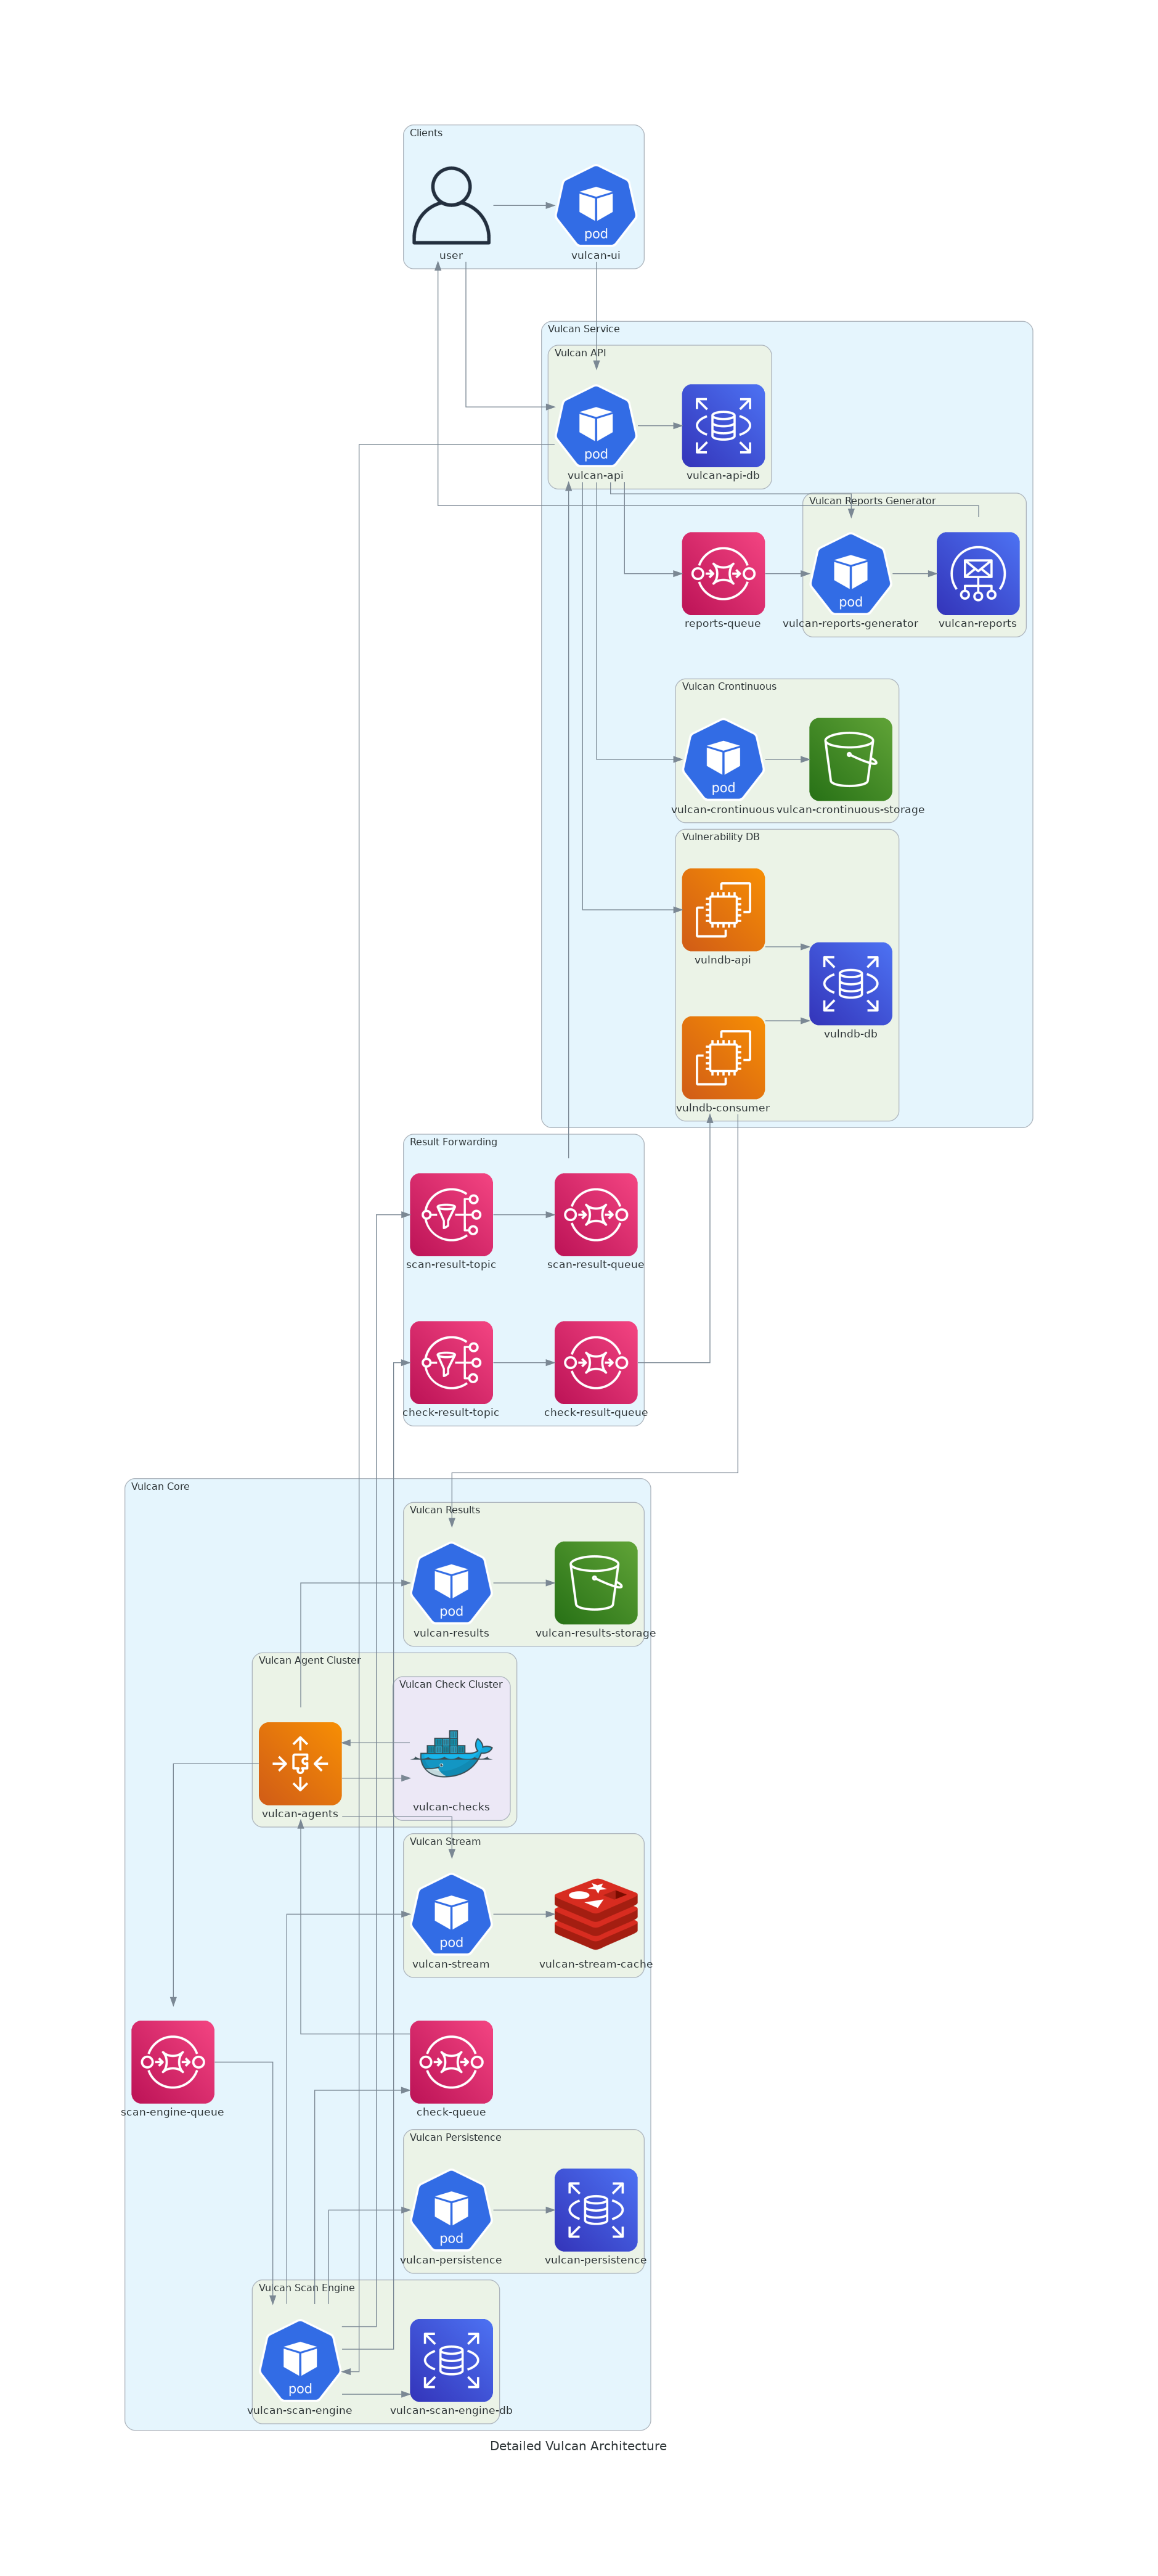 Clients
pod
user
vulcan-ui
Vulcan Service
Vulcan API
pod
vulcan-api
vulcan-api-db
Vulcan Reports Generator
pod
reports-queue
vulcan-reports-generator
vulcan-reports
Vulcan Crontinuous
pod
vulcan-crontinuous
vulcan-crontinuous-storage
Vulnerability DB
vulndb-api
vulndb-db
vulndb-consumer
Result Forwarding
scan-result-topic
scan-result-queue
check-result-topic
check-result-queue
Vulcan Core
Vulcan Results
pod
vulcan-results
vulcan-results-storage
Vulcan Agent Cluster
Vulcan Check Cluster
vulcan-checks
vulcan-agents
Vulcan Stream
pod
vulcan-stream
vulcan-stream-cache
scan-engine-queue
check-queue
Vulcan Persistence
pod
vulcan-persistence
vulcan-persistence
Vulcan Scan Engine
pod
vulcan-scan-engine
vulcan-scan-engine-db
Detailed Vulcan Architecture